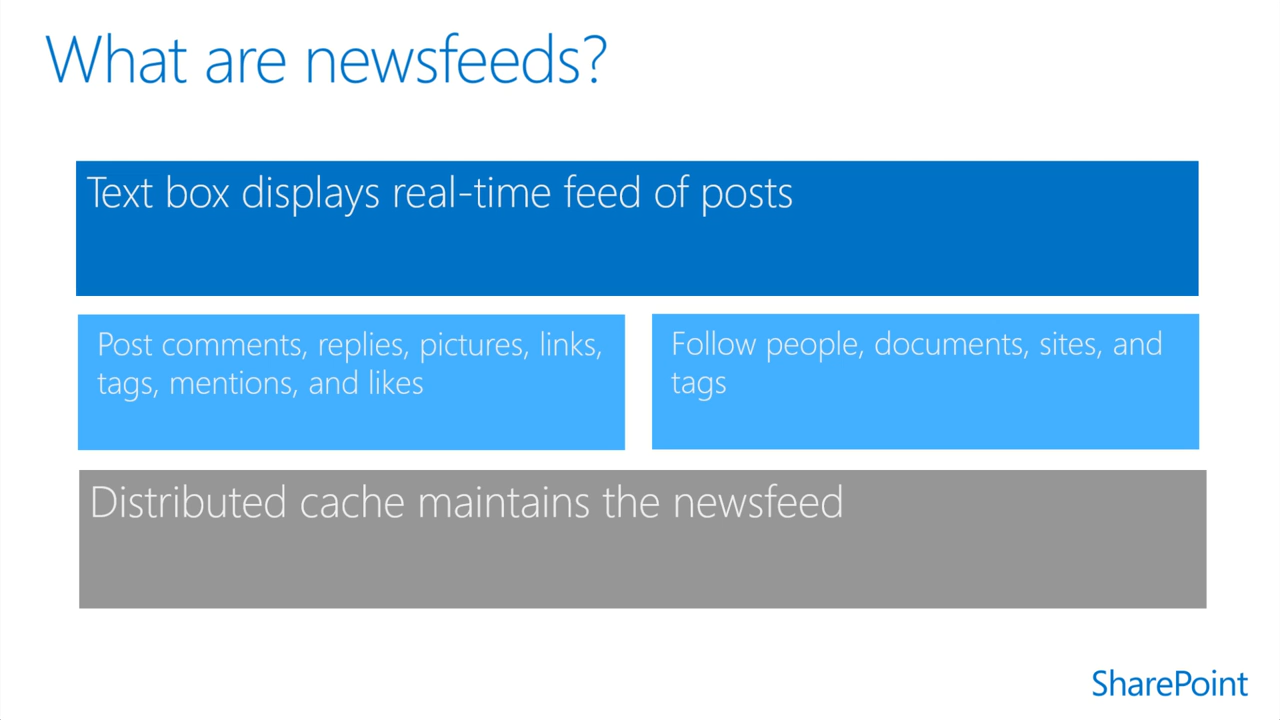 What are newsfeeds?
Text box displays real-time feed of posts
Post comments, replies, pictures, links,
tags, mentions, and likes
Follow people, documents, sites, and
tags
Distributed cache maintains the newsfeed
SharePoint